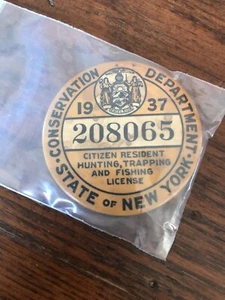 CONSERVATION DEPARTMENT
19 37
208065
CITIZEN RESIDENT
HUNTING, TRAPPING
AND FISHING
LICENSE
STATE OF NEW YORK